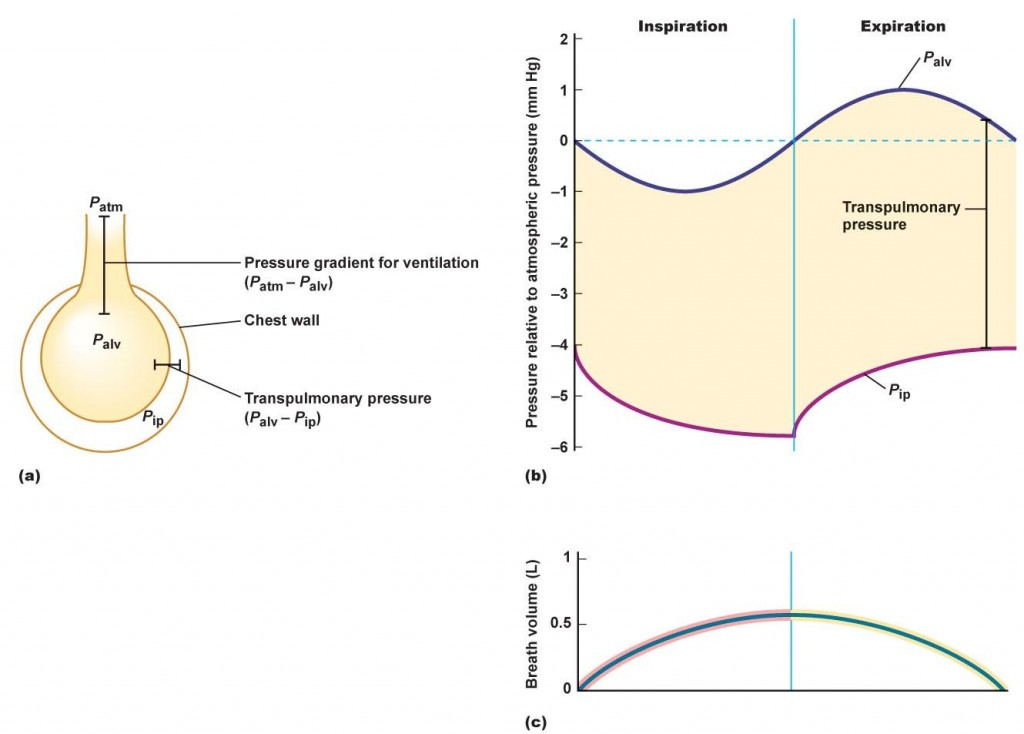 P atm
Pressure gradient for ventilation
(Patm – Palv)
Chest wall
Palv
Transpulmonary pressure
(Palv – Pip)
Pip
(a)
Inspiration
Expiration
Pressure relative to atmospheric pressure (mm Hg)
2
1
0
–1
–2
–3
–4
–5
–6
Palv
Transpulmonary
pressure
Pip
(b)
Breath volume (L)
1
0.5
0
(c)